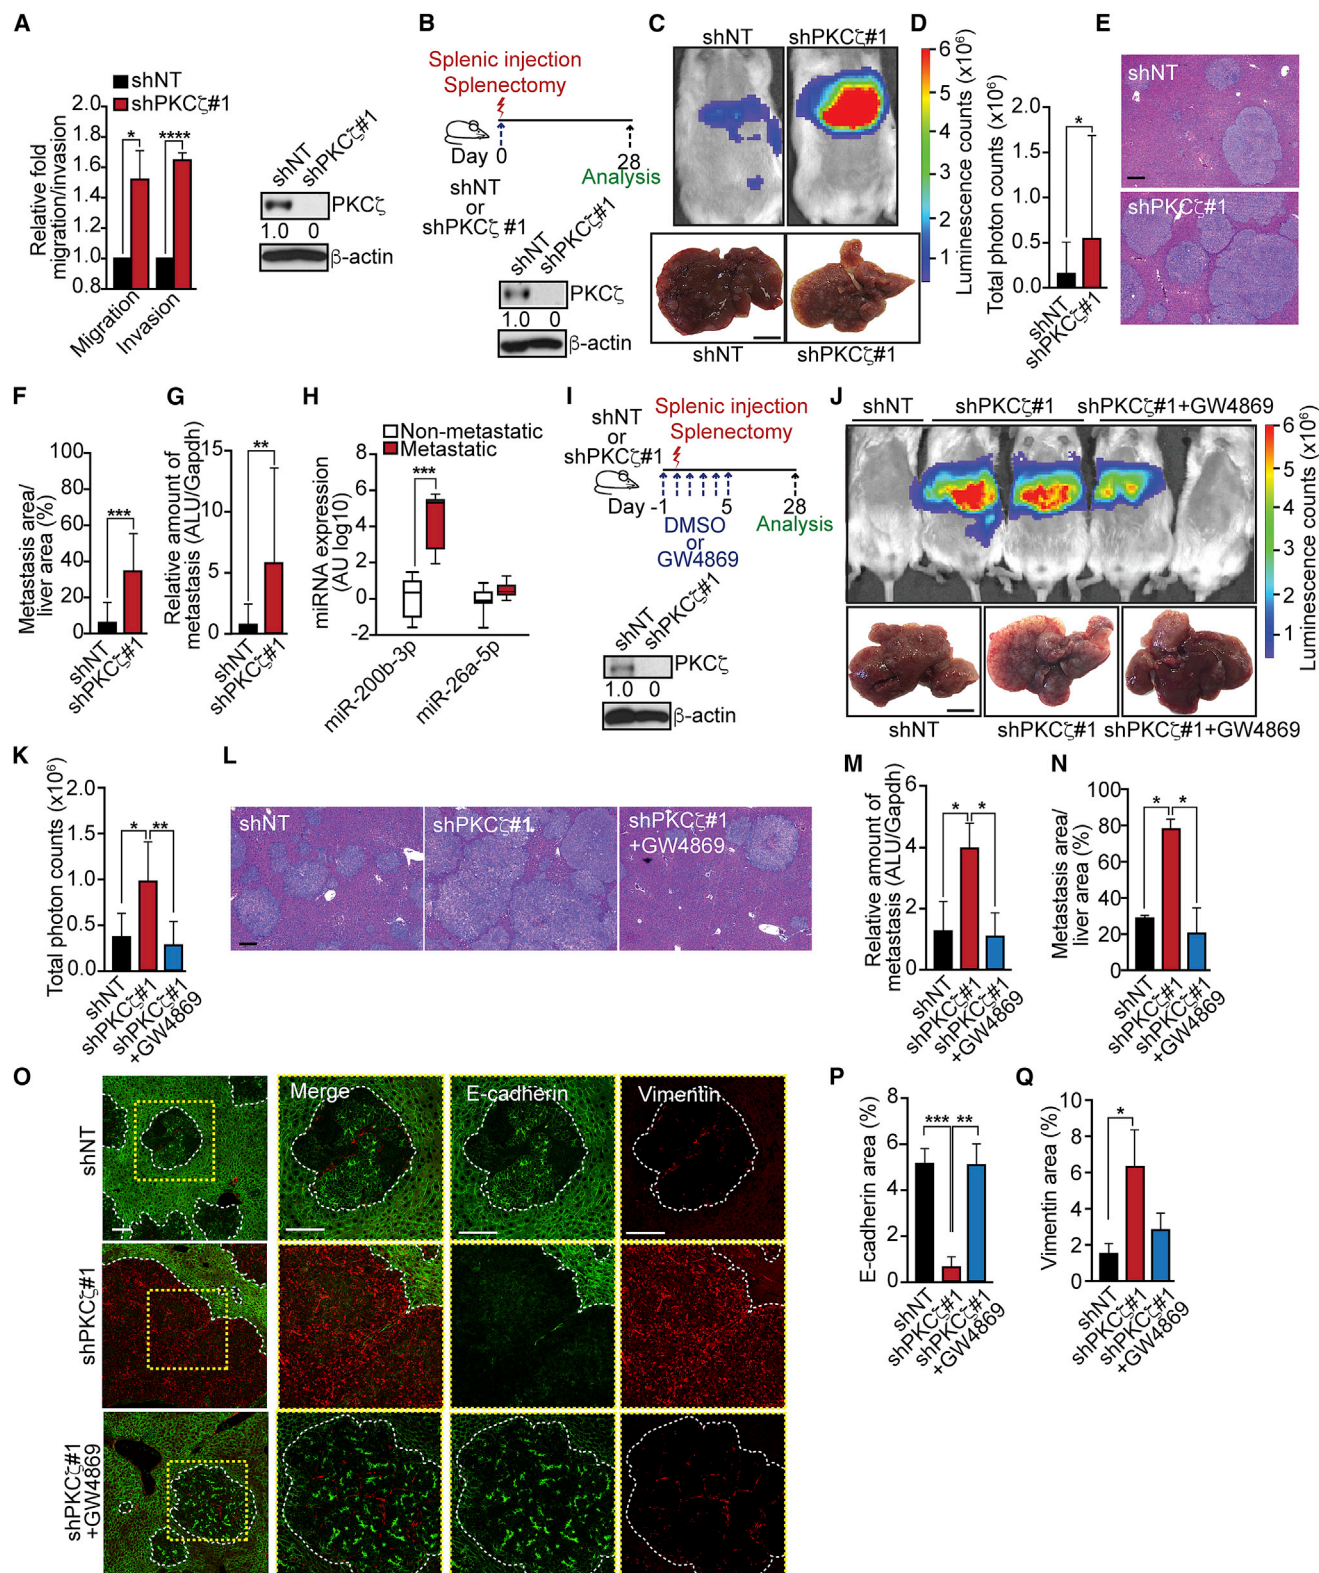 A
shNT
shPKCζ#1
Relative fold
migration/invasion
2.0
1.8
1.6
1.4
1.2
1.0
0.8
*
****
Migration
Invasion
shNT
shPKCζ#1
PKCζ
1.0 0
β-actin
B
Splenic injection
Splenectomy
Day 0
28
Analysis
shNT
or
shPKCζ #1
shNT
shPKCζ#1
PKCζ
1.0 0
β-actin
C
shNT
shPKCζ#1
6
5
4
3
2
1
Luminescence counts (x10⁶)
shNT
shPKCζ#1
D
Total photon counts (x10⁶)
2.0
1.5
1.0
0.5
0.0
*
shNT
shPKCζ#1
E
shNT
shPKCζ#1
F
Metastasis area/
liver area (%)
100
80
60
40
20
0
***
shNT
shPKCζ#1
G
Relative amount of
metastasis (ALU/Gapdh)
15
10
5
0
**
shNT
shPKCζ#1
H
Non-metastatic
Metastatic
miRNA expression
(AU log10)
8
6
4
2
0
-2
***
miR-200b-3p
miR-26a-5p
I
shNT
or
shPKCζ#1
Splenic injection
Splenectomy
Day -1
5
28
DMSO
or
GW4869
Analysis
shNT
shPKCζ#1
PKCζ
1.0 0
β-actin
J
shNT
shPKCζ#1
shPKCζ#1+GW4869
6
5
4
3
2
1
Luminescence counts (x10⁶)
shNT
shPKCζ#1
shPKCζ#1+GW4869
K
Total photon counts (x10⁶)
2.0
1.5
1.0
0.5
0.0
* **
shNT
shPKCζ#1
shPKCζ#1
+GW4869
L
shNT
shPKCζ#1
shPKCζ#1
+GW4869
M
Relative amount of
metastasis (ALU/Gapdh)
6
4
2
0
* *
shNT
shPKCζ#1
shPKCζ#1
+GW4869
N
Metastasis area/
liver area (%)
100
80
60
40
20
0
* *
shNT
shPKCζ#1
shPKCζ#1
+GW4869
O
shNT
Merge
E-cadherin
Vimentin
shPKCζ#1
shPKCζ#1
+GW4869
P
E-cadherin area (%)
8
6
4
2
0
*** **
shNT
shPKCζ#1
shPKCζ#1
+GW4869
Q
Vimentin area (%)
10
8
6
4
2
0
*
shNT
shPKCζ#1
shPKCζ#1
+GW4869